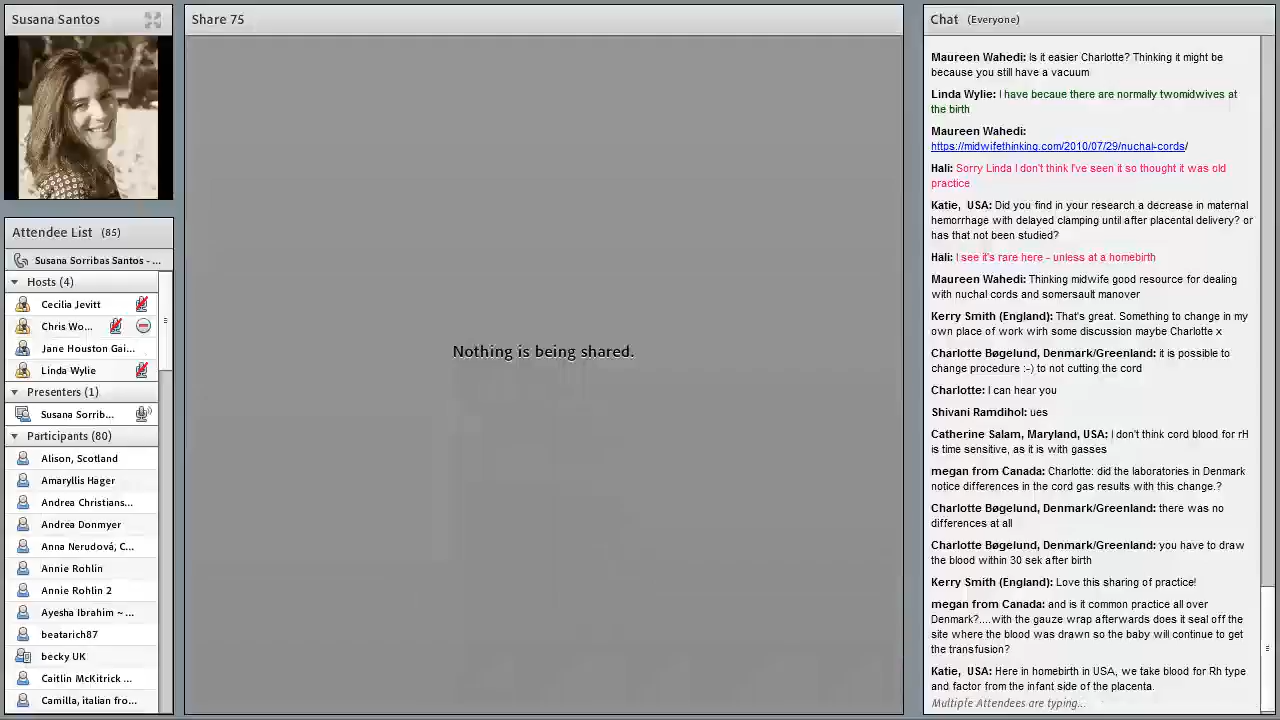 Susana Santos
Attendee List (85)
Susana Sorribas Santos - ...
Hosts (4)
Cecilia Jevitt
Chris Wo...
Jane Houston Gai...
Linda Wylie
Presenters (1)
Susana Sorrib...
Participants (80)
Alison, Scotland
Amaryllis Hager
Andrea Christians...
Andrea Donmyer
Anna Nerudová, C...
Annie Rohlin
Annie Rohlin 2
Ayesha Ibrahim ~ ...
beatarich87
becky UK
Caitlin McKitrick ...
Camilla, italian fro...
Share 75
Nothing is being shared.
Chat (Everyone)
Maureen Wahedi: Is it easier Charlotte? Thinking it might be
because you still have a vacuum
Linda Wylie: I have becaue there are normally twomidwives at
the birth
Maureen Wahedi:
https://midwifethinking.com/2010/07/29/nuchal-cords/
Hali: Sorry Linda I don't think I've seen it so thought it was old
practice
Katie, USA: Did you find in your research a decrease in maternal
hemorrhage with delayed clamping until after placental delivery? or
has that not been studied?
Hali: I see it's rare here - unless at a homebirth
Maureen Wahedi: Thinking midwife good resource for dealing
with nuchal cords and somersault manover
Kerry Smith (England): That's great. Something to change in my
own place of work wirh some discussion maybe Charlotte x
Charlotte Bøgelund, Denmark/Greenland: it is possible to
change procedure :-) to not cutting the cord
Charlotte: I can hear you
Shivani Ramdihol: ues
Catherine Salam, Maryland, USA: I don't think cord blood for rH
is time sensitive, as it is with gasses
megan from Canada: Charlotte: did the laboratories in Denmark
notice differences in the cord gas results with this change.?
Charlotte Bøgelund, Denmark/Greenland: there was no
differences at all
Charlotte Bøgelund, Denmark/Greenland: you have to draw
the blood within 30 sek after birth
Kerry Smith (England): Love this sharing of practice!
megan from Canada: and is it common practice all over
Denmark?....with the gauze wrap afterwards does it seal off the
site where the blood was drawn so the baby will continue to get
the transfusion?
Katie, USA: Here in homebirth in USA, we take blood for Rh type
and factor from the infant side of the placenta.
Multiple Attendees are typing...